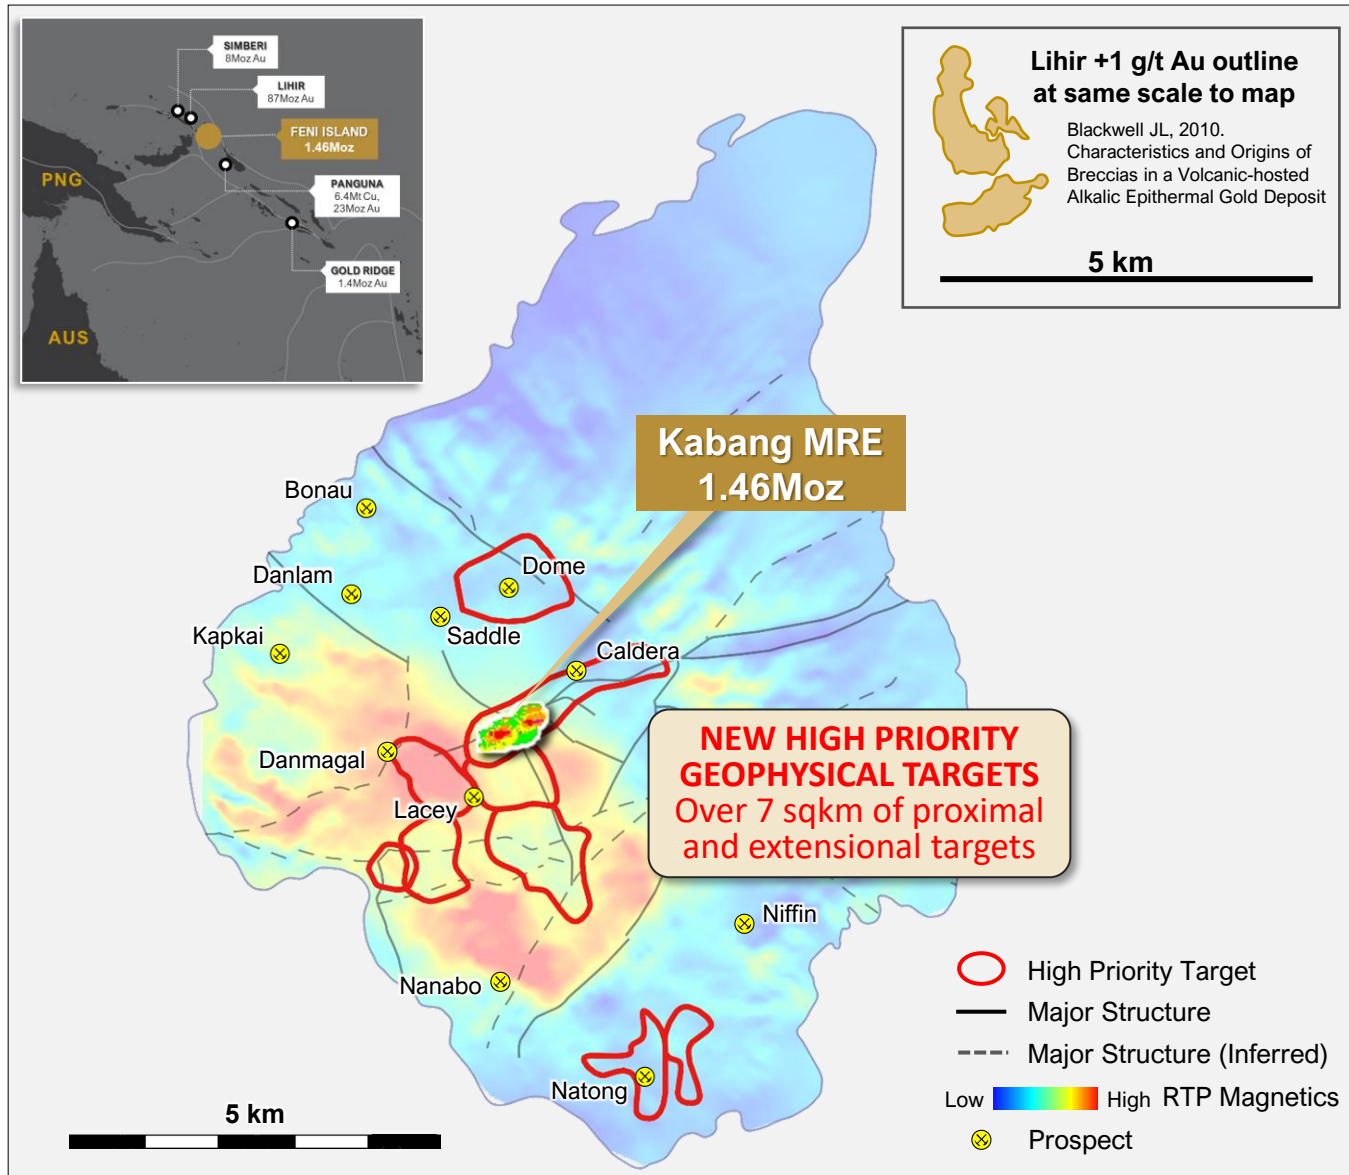 SIMBERI
8Moz Au
LIHIR
87Moz Au
FENI ISLAND
1.46Moz
PNG
PANGUNA
6.4Mt Cu,
23Moz Au
GOLD RIDGE
1.4Moz Au
AUS
Lihir +1 g/t Au outline
at same scale to map
Blackwell JL, 2010.
Characteristics and Origins of
Breccias in a Volcanic-hosted
Alkalic Epithermal Gold Deposit
5 km
Kabang MRE
1.46Moz
Bonau
Dome
Danlam
Saddle
Kapkai
Caldera
NEW HIGH PRIORITY
GEOPHYSICAL TARGETS
Over 7 sqkm of proximal
and extensional targets
Danmagal
Lacey
Niffin
Nanabo
Natong
5 km
High Priority Target
Major Structure
Major Structure (Inferred)
Low High RTP Magnetics
Prospect